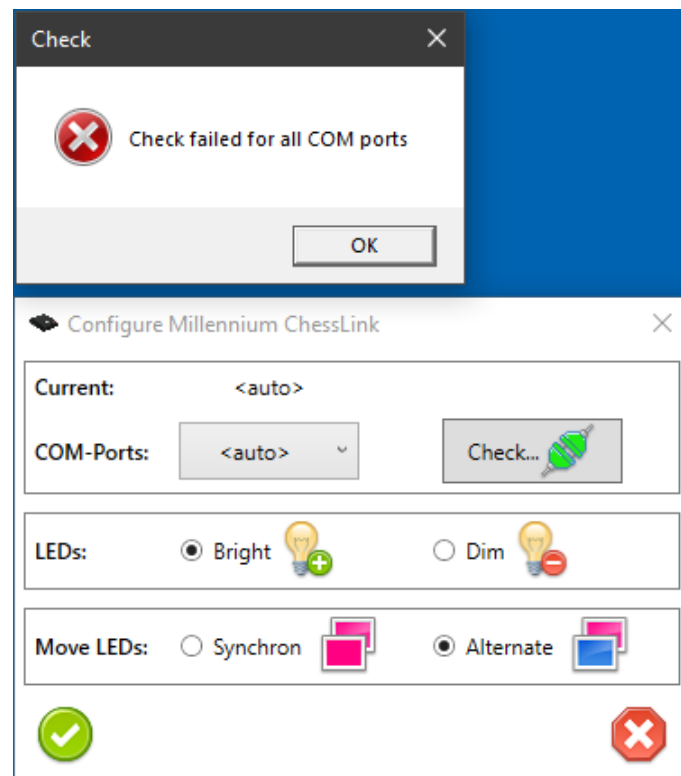 Check
Check failed for all COM ports
OK
Configure Millennium ChessLink
Current: <auto>
COM-Ports: <auto> Check...
LEDs: Bright Dim
Move LEDs: Synchron Alternate